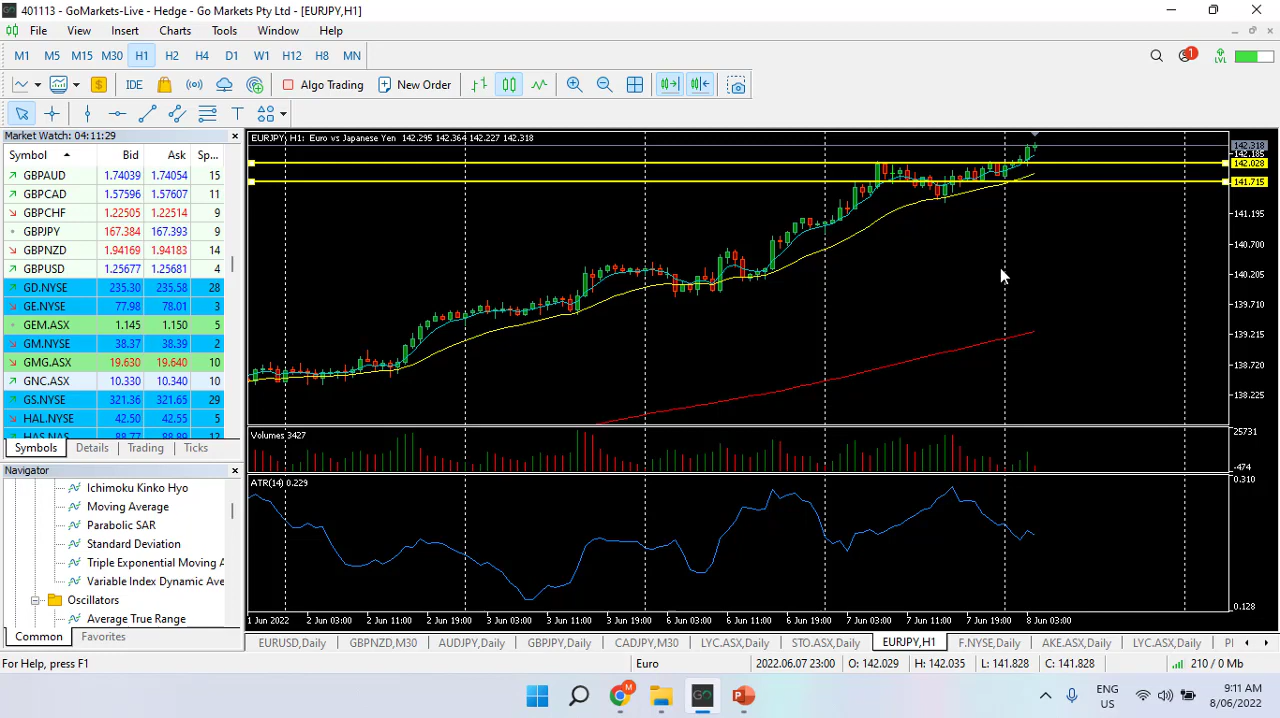 401113 - GoMarkets-Live - Hedge - Go Markets Pty Ltd - [EURJPY,H1]
File View Insert Charts Tools Window Help
M1 M5 M15 M30 H1 H2 H4 D1 W1 H12 H8 MN
1
LVL
IDE Algo Trading New Order
T
Market Watch: 04:11:29
Symbol Bid Ask Sp...
GBPAUD 1.74039 1.74054 15
GBPCAD 1.57596 1.57607 11
GBPCHF 1.22505 1.22514 9
GBPJPY 167.384 167.393 9
GBPNZD 1.94169 1.94183 14
GBPUSD 1.25677 1.25681 4
GD.NYSE 235.30 235.58 28
GE.NYSE 77.98 78.01 3
GEM.ASX 1.145 1.150 5
GM.NYSE 38.37 38.39 2
GMG.ASX 19.630 19.640 10
GNC.ASX 10.330 10.340 10
GS.NYSE 321.36 321.65 29
HAL.NYSE 42.50 42.55 5
HAS.NAS 88.77 88.89 12
Symbols Details Trading Ticks
Navigator
Ichimoku Kinko Hyo
Moving Average
Parabolic SAR
Standard Deviation
Triple Exponential Moving A
Variable Index Dynamic Ave
Oscillators
Average True Range
Common Favorites
EURJPY, H1: Euro vs Japanese Yen 142.295 142.364 142.227 142.318
142.318
142.028
141.715
141.195
140.700
140.205
139.710
139.215
138.720
138.225
Volumes 3427
25731
-474
ATR(14) 0.229
0.310
0.128
1 Jun 2022 2 Jun 03:00 2 Jun 11:00 2 Jun 19:00 3 Jun 03:00 3 Jun 11:00 3 Jun 19:00 6 Jun 03:00 6 Jun 11:00 6 Jun 19:00 7 Jun 03:00 7 Jun 11:00 7 Jun 19:00 8 Jun 03:00
EURUSD,Daily GBPNZD,M30 AUDJPY,Daily GBPJPY,Daily CADJPY,M30 LYC.ASX,Daily STO.ASX,Daily EURJPY,H1 F.NYSE,Daily AKE.ASX,Daily LYC.ASX,Daily
For Help, press F1 Euro 2022.06.07 23:00 O: 142.029 H: 142.035 L: 141.828 C: 141.828 210 / 0 Mb
GO
ENG
US
9:11 AM
8/06/2022